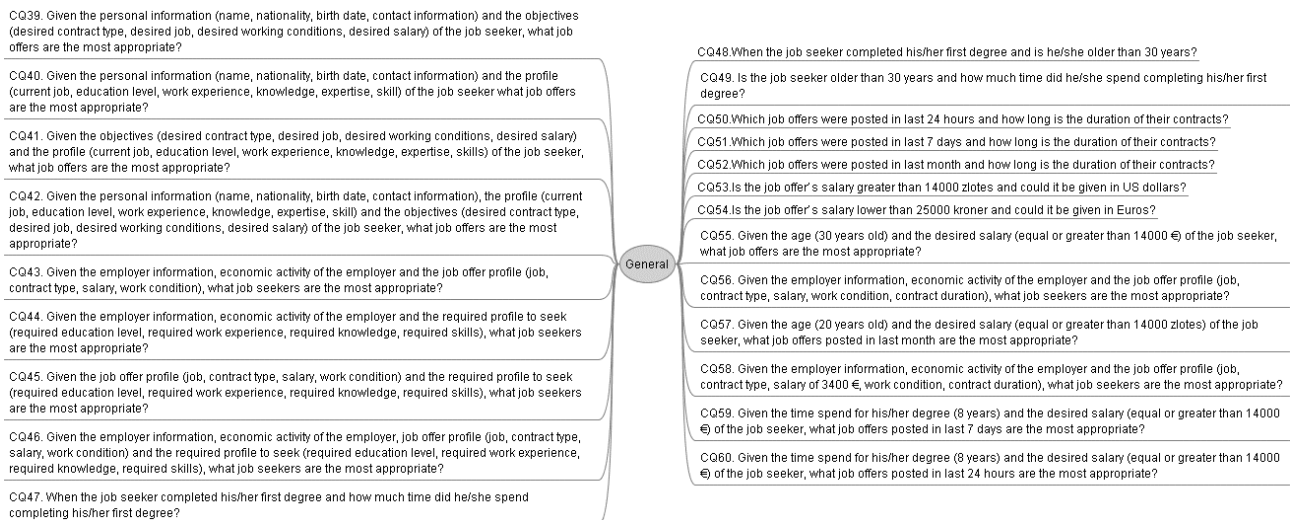 CQ39. Given the personal information (name, nationality, birth date, contact information) and the objectives
(desired contract type, desired job, desired working conditions, desired salary) of the job seeker, what job
offers are the most appropriate?
CQ40. Given the personal information (name, nationality, birth date, contact information) and the profile
(current job, education level, work experience, knowledge, expertise, skill) of the job seeker what job offers
are the most appropriate?
CQ41. Given the objectives (desired contract type, desired job, desired working conditions, desired salary)
and the profile (current job, education level, work experience, knowledge, expertise, skills) of the job seeker,
what job offers are the most appropriate?
CQ42. Given the personal information (name, nationality, birth date, contact information), the profile (current
job, education level, work experience, knowledge, expertise, skill) and the objectives (desired contract type,
desired job, desired working conditions, desired salary) of the job seeker, what job offers are the most
appropriate?
CQ43. Given the employer information, economic activity of the employer and the job offer profile (job,
contract type, salary, work condition), what job seekers are the most appropriate?
CQ44. Given the employer information, economic activity of the employer and the required profile to seek
(required education level, required work experience, required knowledge, required skills), what job seekers
are the most appropriate?
CQ45. Given the job offer profile (job, contract type, salary, work condition) and the required profile to seek
(required education level, required work experience, required knowledge, required skills), what job seekers
are the most appropriate?
CQ46. Given the employer information, economic activity of the employer, job offer profile (job, contract type,
salary, work condition) and the required profile to seek (required education level, required work experience,
required knowledge, required skills), what job seekers are the most appropriate?
CQ47. When the job seeker completed his/her first degree and how much time did he/she spend
completing his/her first degree?
General
CQ48.When the job seeker completed his/her first degree and is he/she older than 30 years?
CQ49. Is the job seeker older than 30 years and how much time did he/she spend completing his/her first
degree?
CQ50.Which job offers were posted in last 24 hours and how long is the duration of their contracts?
CQ51.Which job offers were posted in last 7 days and how long is the duration of their contracts?
CQ52.Which job offers were posted in last month and how long is the duration of their contracts?
CQ53.Is the job offer's salary greater than 14000 zlotes and could it be given in US dollars?
CQ54.Is the job offer's salary lower than 25000 kroner and could it be given in Euros?
CQ55. Given the age (30 years old) and the desired salary (equal or greater than 14000 €) of the job seeker,
what job offers are the most appropriate?
CQ56. Given the employer information, economic activity of the employer and the job offer profile (job,
contract type, salary, work condition, contract duration), what job seekers are the most appropriate?
CQ57. Given the age (20 years old) and the desired salary (equal or greater than 14000 zlotes) of the job
seeker, what job offers posted in last month are the most appropriate?
CQ58. Given the employer information, economic activity of the employer and the job offer profile (job,
contract type, salary of 3400 €, work condition, contract duration), what job seekers are the most appropriate?
CQ59. Given the time spend for his/her degree (8 years) and the desired salary (equal or greater than 14000
€) of the job seeker, what job offers posted in last 7 days are the most appropriate?
CQ60. Given the time spend for his/her degree (8 years) and the desired salary (equal or greater than 14000
€) of the job seeker, what job offers posted in last 24 hours are the most appropriate?